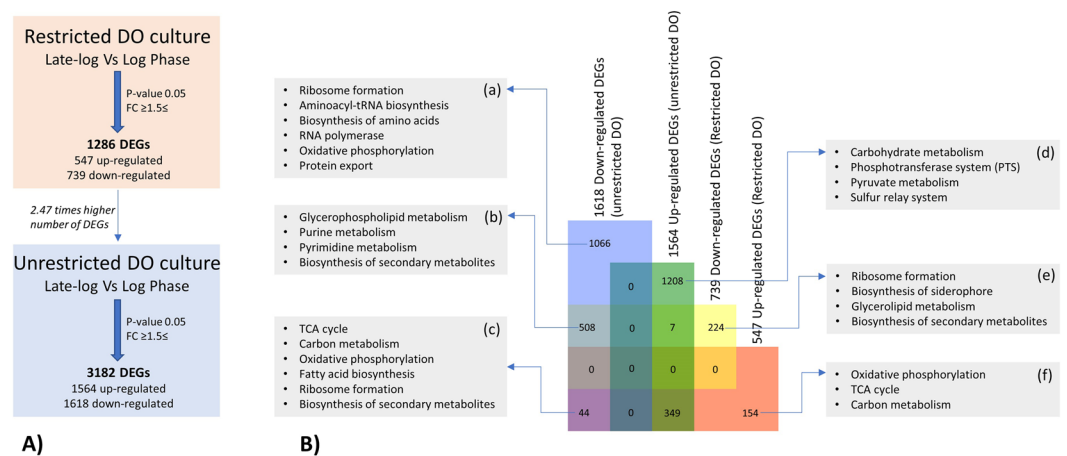 Restricted DO culture
Late-log Vs Log Phase
P-value 0.05
FC ≥1.5≤
1286 DEGs
547 up-regulated
739 down-regulated
2.47 times higher
number of DEGs
Unrestricted DO culture
Late-log Vs Log Phase
P-value 0.05
FC ≥1.5≤
3182 DEGs
1564 up-regulated
1618 down-regulated
A)
(a)
• Ribosome formation
• Aminoacyl-tRNA biosynthesis
• Biosynthesis of amino acids
• RNA polymerase
• Oxidative phosphorylation
• Protein export
(b)
• Glycerophospholipid metabolism
• Purine metabolism
• Pyrimidine metabolism
• Biosynthesis of secondary metabolites
(c)
• TCA cycle
• Carbon metabolism
• Oxidative phosphorylation
• Fatty acid biosynthesis
• Ribosome formation
• Biosynthesis of secondary metabolites
1618 Down-regulated DEGs
(unrestricted DO)
1564 Up-regulated DEGs (unrestricted DO)
739 Down-regulated DEGs (Restricted DO)
547 Up-regulated DEGs (Restricted DO)
1066
0 1208
508 0 7 224
0 0 0 0
44 0 349 154
(d)
• Carbohydrate metabolism
• Phosphotransferase system (PTS)
• Pyruvate metabolism
• Sulfur relay system
(e)
• Ribosome formation
• Biosynthesis of siderophore
• Glycerolipid metabolism
• Biosynthesis of secondary metabolites
(f)
• Oxidative phosphorylation
• TCA cycle
• Carbon metabolism
B)